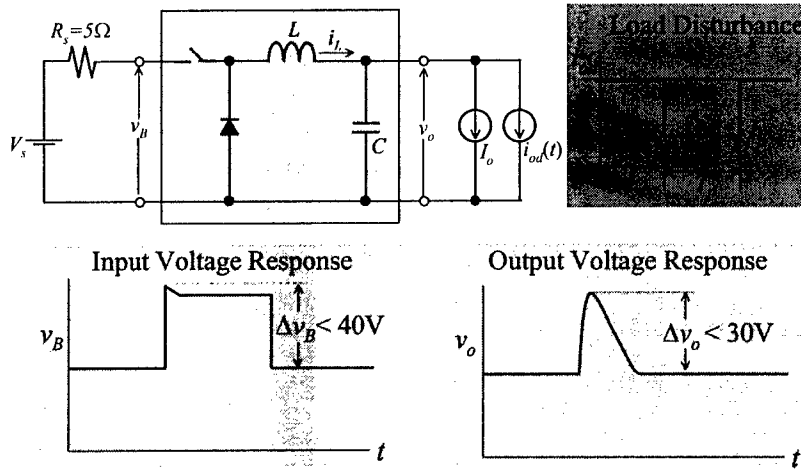 Load Disturbance
R_s=5Ω
L
i_L
V_s
v_B
C
v_o
I_o
i_od(t)
Input Voltage Response
v_B
Δv_B < 40V
t
Output Voltage Response
v_o
Δv_o < 30V
t